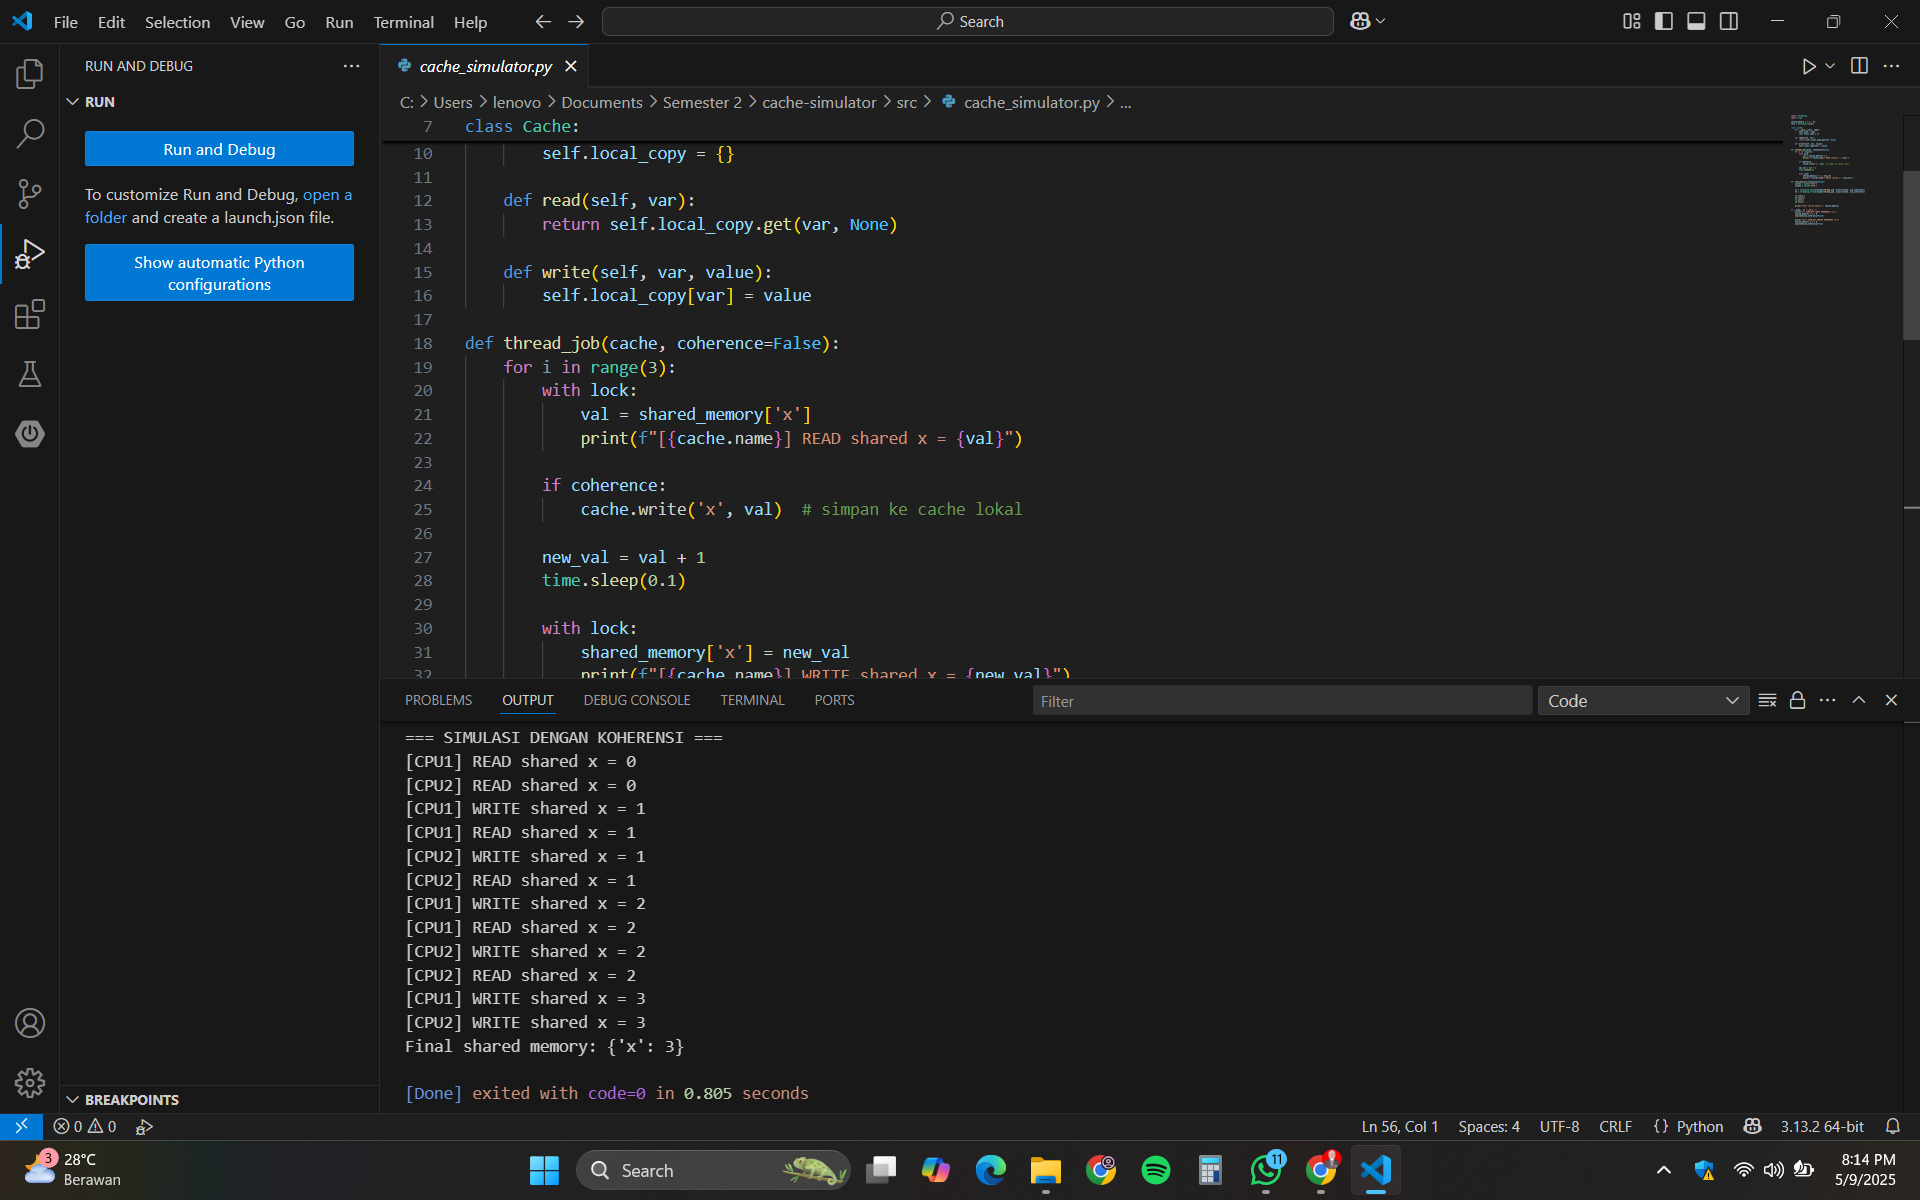 File Edit Selection View Go Run Terminal Help
Search
RUN AND DEBUG
RUN
Run and Debug
To customize Run and Debug, open a
folder and create a launch.json file.
Show automatic Python
configurations
BREAKPOINTS
cache_simulator.py
C: > Users > lenovo > Documents > Semester 2 > cache-simulator > src > cache_simulator.py > ...
7 class Cache:
10 self.local_copy = {}
11
12 def read(self, var):
13 return self.local_copy.get(var, None)
14
15 def write(self, var, value):
16 self.local_copy[var] = value
17
18 def thread_job(cache, coherence=False):
19 for i in range(3):
20 with lock:
21 val = shared_memory['x']
22 print(f"[{cache.name}] READ shared x = {val}")
23
24 if coherence:
25 cache.write('x', val) # simpan ke cache lokal
26
27 new_val = val + 1
28 time.sleep(0.1)
29
30 with lock:
31 shared_memory['x'] = new_val
32 print(f"[{cache.name}] WRITE shared x = {new_val}")
PROBLEMS OUTPUT DEBUG CONSOLE TERMINAL PORTS
Filter
Code
=== SIMULASI DENGAN KOHERENSI ===
[CPU1] READ shared x = 0
[CPU2] READ shared x = 0
[CPU1] WRITE shared x = 1
[CPU1] READ shared x = 1
[CPU2] WRITE shared x = 1
[CPU2] READ shared x = 1
[CPU1] WRITE shared x = 2
[CPU1] READ shared x = 2
[CPU2] WRITE shared x = 2
[CPU2] READ shared x = 2
[CPU1] WRITE shared x = 3
[CPU2] WRITE shared x = 3
Final shared memory: {'x': 3}
[Done] exited with code=0 in 0.805 seconds
0 0
Ln 56, Col 1 Spaces: 4 UTF-8 CRLF {} Python 3.13.2 64-bit
3
28°C
Berawan
Search
11
8:14 PM
5/9/2025